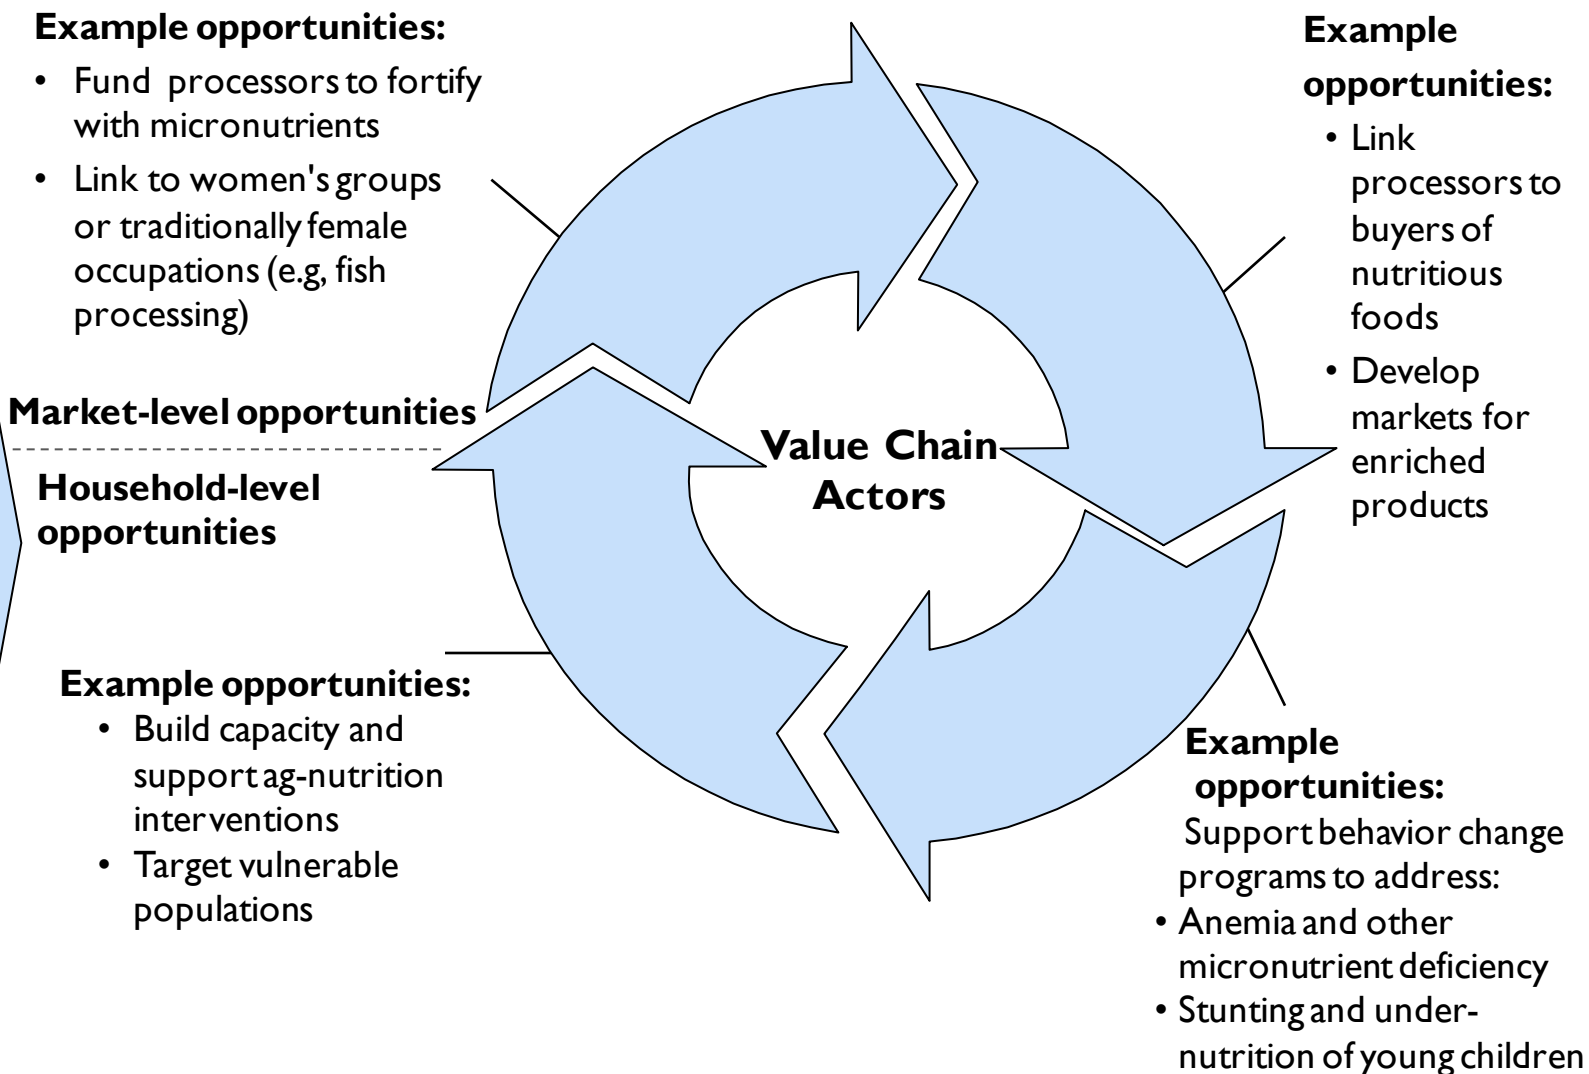 Example opportunities:
• Fund processors to fortify
with micronutrients
• Link to women's groups
or traditionally female
occupations (e.g, fish
processing)
Market-level opportunities
Household-level
opportunities
Example opportunities:
• Build capacity and
support ag-nutrition
interventions
• Target vulnerable
populations
Value Chain
Actors
Example
opportunities:
• Link
processors to
buyers of
nutritious
foods
• Develop
markets for
enriched
products
Example
opportunities:
Support behavior change
programs to address:
• Anemia and other
micronutrient deficiency
• Stunting and under-
nutrition of young children